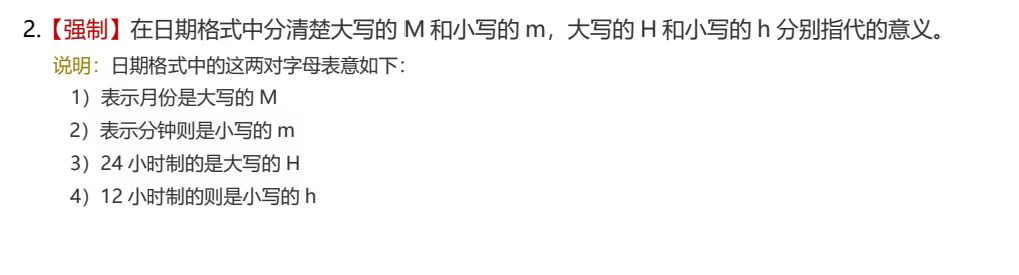 2.【强制】在日期格式中分清楚大写的 M 和小写的 m，大写的 H 和小写的 h 分别指代的意义。
说明：日期格式中的这两对字母表意如下：
1）表示月份是大写的 M
2）表示分钟则是小写的 m
3）24 小时制的是大写的 H
4）12 小时制的则是小写的 h